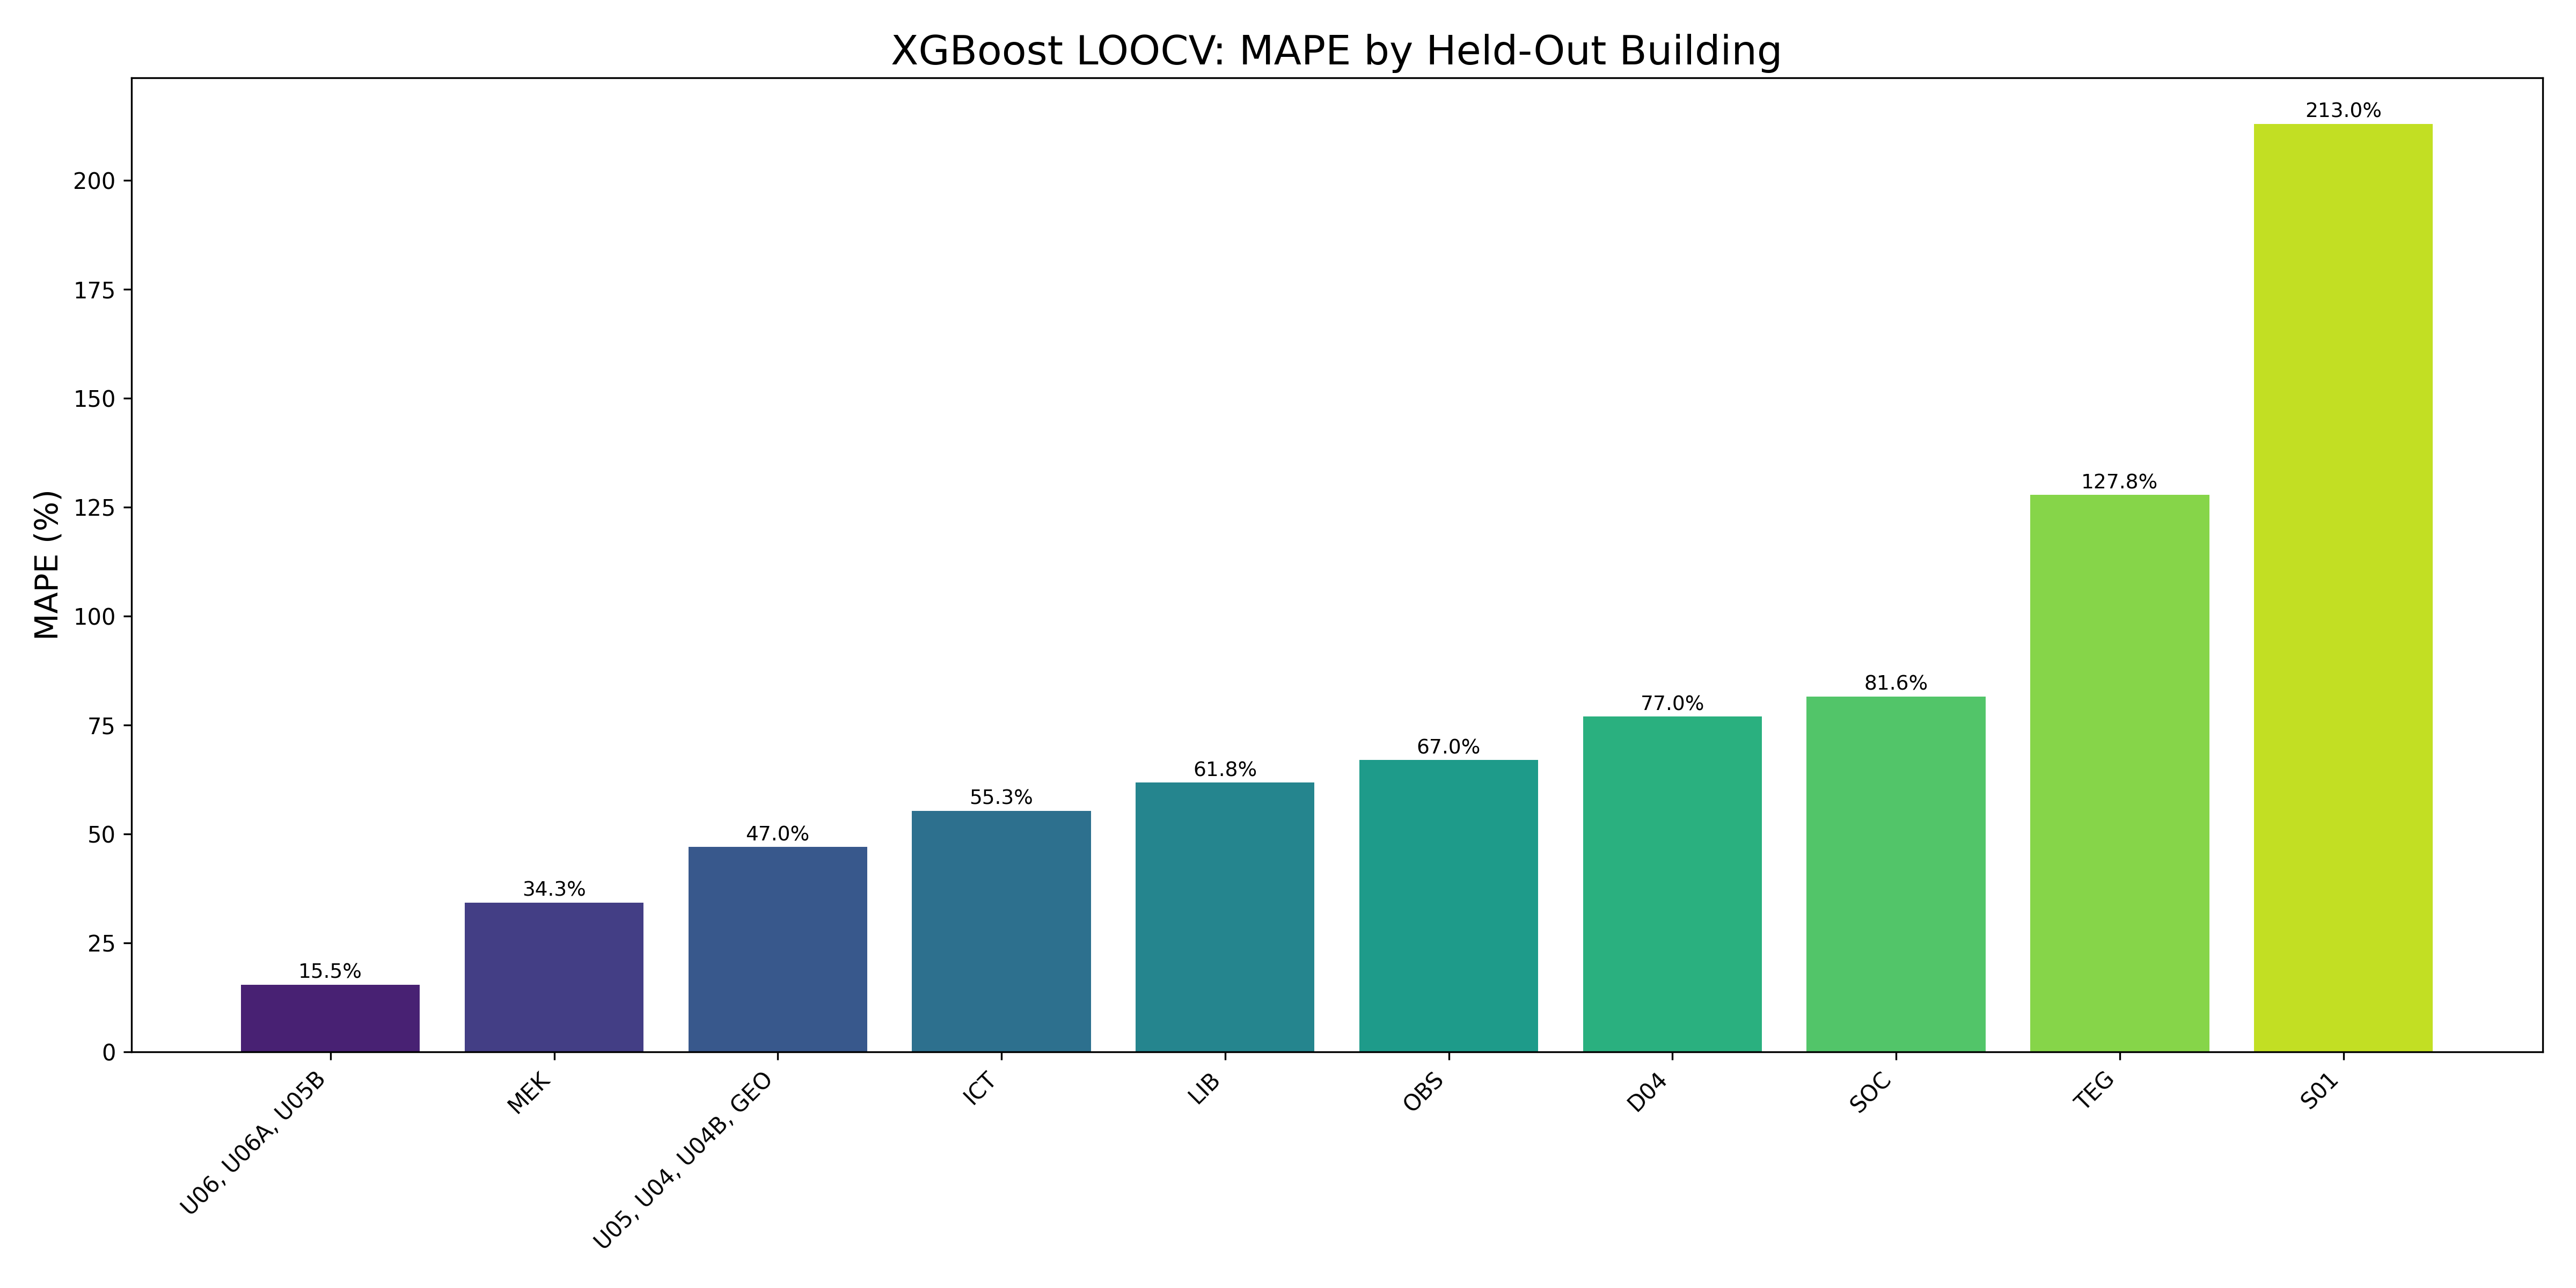 XGBoost LOOCV: MAPE by Held-Out Building
MAPE (%)
200
175
150
125
100
75
50
25
0
15.5%
34.3%
47.0%
55.3%
61.8%
67.0%
77.0%
81.6%
127.8%
213.0%
U06, U06A, U05B
MEK
U05, U04, U04B, GEO
ICT
LIB
OBS
D04
SOC
TEG
S01